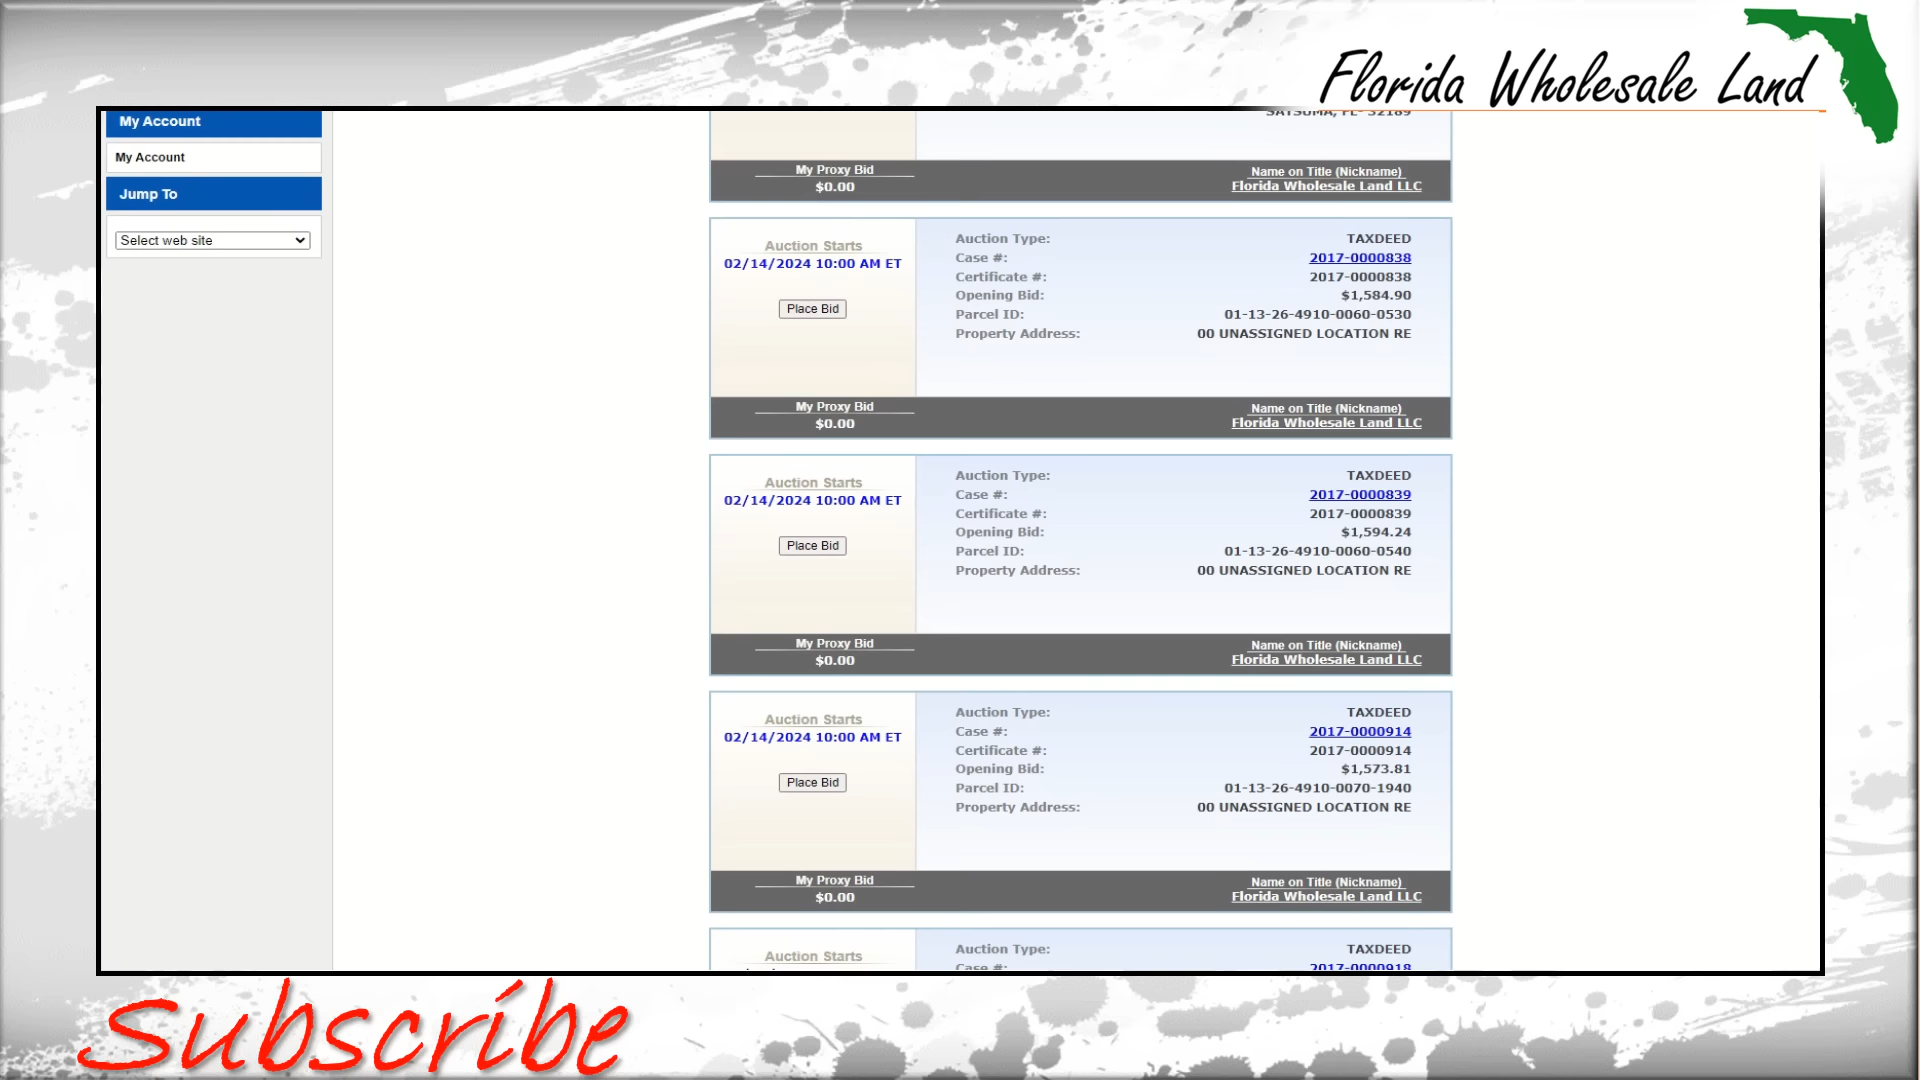 Florida Wholesale Land
My Account
My Account
Jump To
Select web site
SATSUMA, FL- 32189
My Proxy Bid
$0.00
Name on Title (Nickname)
Florida Wholesale Land LLC
Auction Starts
02/14/2024 10:00 AM ET
Place Bid
Auction Type: TAXDEED
Case #: 2017-0000838
Certificate #: 2017-0000838
Opening Bid: $1,584.90
Parcel ID: 01-13-26-4910-0060-0530
Property Address: 00 UNASSIGNED LOCATION RE
My Proxy Bid
$0.00
Name on Title (Nickname)
Florida Wholesale Land LLC
Auction Starts
02/14/2024 10:00 AM ET
Place Bid
Auction Type: TAXDEED
Case #: 2017-0000839
Certificate #: 2017-0000839
Opening Bid: $1,594.24
Parcel ID: 01-13-26-4910-0060-0540
Property Address: 00 UNASSIGNED LOCATION RE
My Proxy Bid
$0.00
Name on Title (Nickname)
Florida Wholesale Land LLC
Auction Starts
02/14/2024 10:00 AM ET
Place Bid
Auction Type: TAXDEED
Case #: 2017-0000914
Certificate #: 2017-0000914
Opening Bid: $1,573.81
Parcel ID: 01-13-26-4910-0070-1940
Property Address: 00 UNASSIGNED LOCATION RE
My Proxy Bid
$0.00
Name on Title (Nickname)
Florida Wholesale Land LLC
Auction Starts
Auction Type: TAXDEED
Case #: 2017-0000918
Subscribe